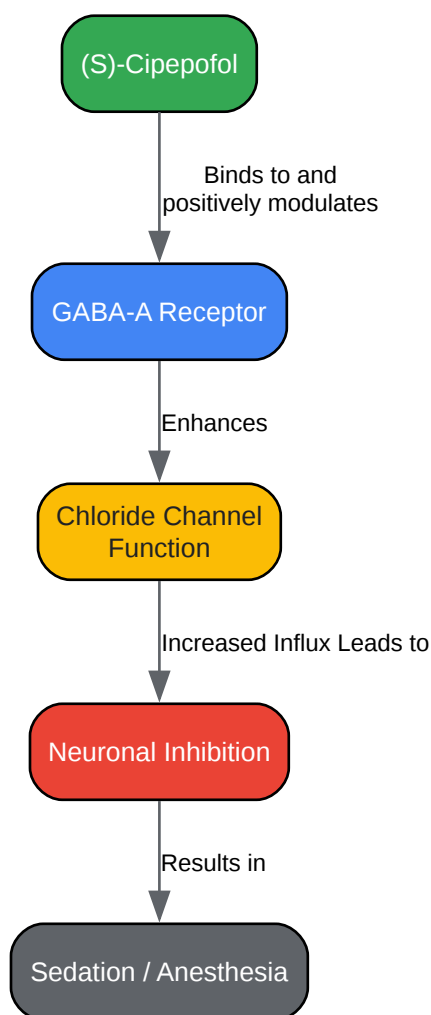 (S)-Cipepofol
Binds to and
positively modulates
GABA-A Receptor
Enhances
Chloride Channel
Function
Increased Influx Leads to
Neuronal Inhibition
Results in
Sedation / Anesthesia